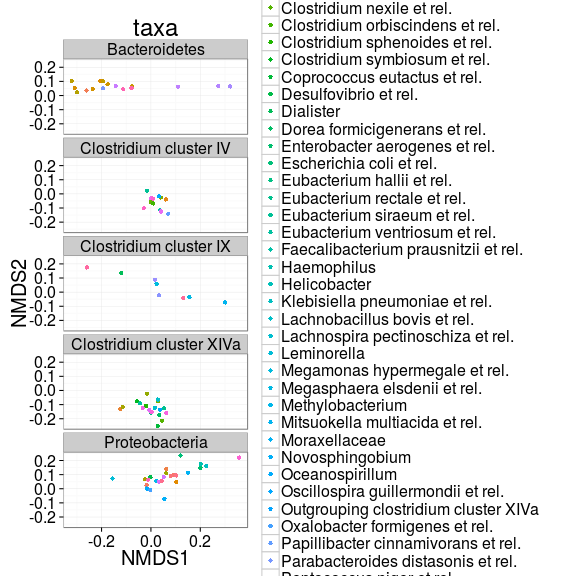 taxa
Bacteroidetes
0.2
0.1
0.0
-0.1
-0.2
Clostridium cluster IV
0.2
0.1
0.0
-0.1
-0.2
Clostridium cluster IX
0.2
0.1
0.0
-0.1
-0.2
Clostridium cluster XIVa
0.2
0.1
0.0
-0.1
-0.2
Proteobacteria
0.2
0.1
0.0
-0.1
-0.2
-0.2 0.0 0.2
NMDS1
NMDS2
Clostridium nexile et rel.
Clostridium orbiscindens et rel.
Clostridium sphenoides et rel.
Clostridium symbiosum et rel.
Coprococcus eutactus et rel.
Desulfovibrio et rel.
Dialister
Dorea formicigenerans et rel.
Enterobacter aerogenes et rel.
Escherichia coli et rel.
Eubacterium hallii et rel.
Eubacterium rectale et rel.
Eubacterium siraeum et rel.
Eubacterium ventriosum et rel.
Faecalibacterium prausnitzii et rel.
Haemophilus
Helicobacter
Klebisiella pneumoniae et rel.
Lachnobacillus bovis et rel.
Lachnospira pectinoschiza et rel.
Leminorella
Megamonas hypermegale et rel.
Megasphaera elsdenii et rel.
Methylobacterium
Mitsuokella multiacida et rel.
Moraxellaceae
Novosphingobium
Oceanospirillum
Oscillospira guillermondii et rel.
Outgrouping clostridium cluster XIVa
Oxalobacter formigenes et rel.
Papillibacter cinnamivorans et rel.
Parabacteroides distasonis et rel.